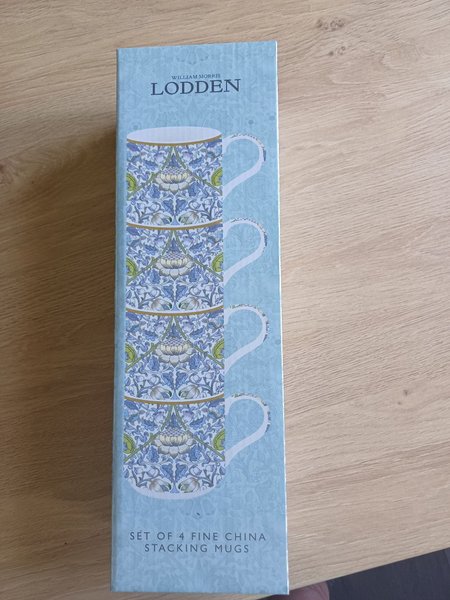 WILLIAM MORRIS
LODDEN
SET OF 4 FINE CHINA
STACKING MUGS